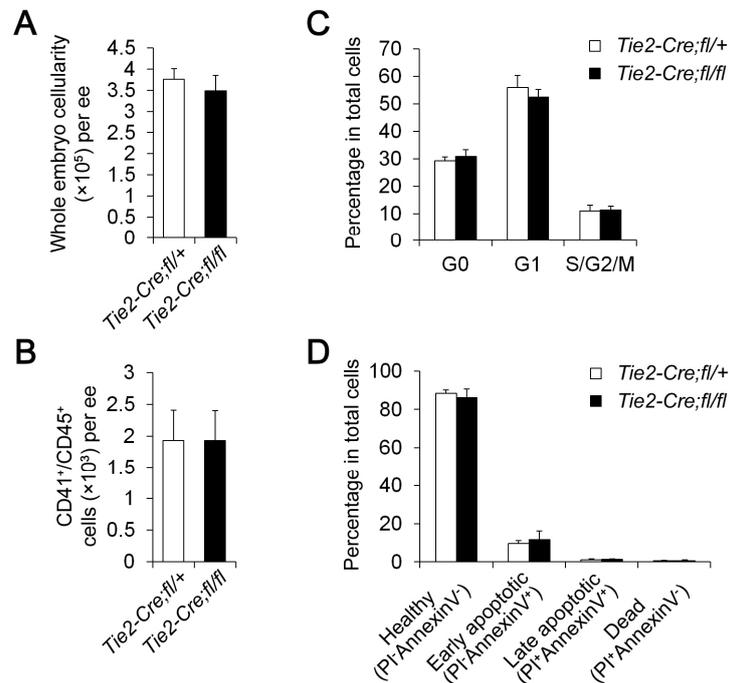 A
Whole embryo cellularity
(×10⁵) per ee
4.5
4
3.5
3
2.5
2
1.5
1
0.5
0
Tie2-Cre;fl/+
Tie2-Cre;fl/fl
B
CD41⁺/CD45⁺
cells (×10³) per ee
3
2.5
2
1.5
1
0.5
0
Tie2-Cre;fl/+
Tie2-Cre;fl/fl
C
Percentage in total cells
70
60
50
40
30
20
10
0
G0 G1 S/G2/M
Tie2-Cre;fl/+
Tie2-Cre;fl/fl
D
Percentage in total cells
100
80
60
40
20
0
Healthy
(PI⁻AnnexinV⁻)
Early apoptotic
(PI⁻AnnexinV⁺)
Late apoptotic
(PI⁺AnnexinV⁺)
Dead
(PI⁺AnnexinV⁻)
Tie2-Cre;fl/+
Tie2-Cre;fl/fl